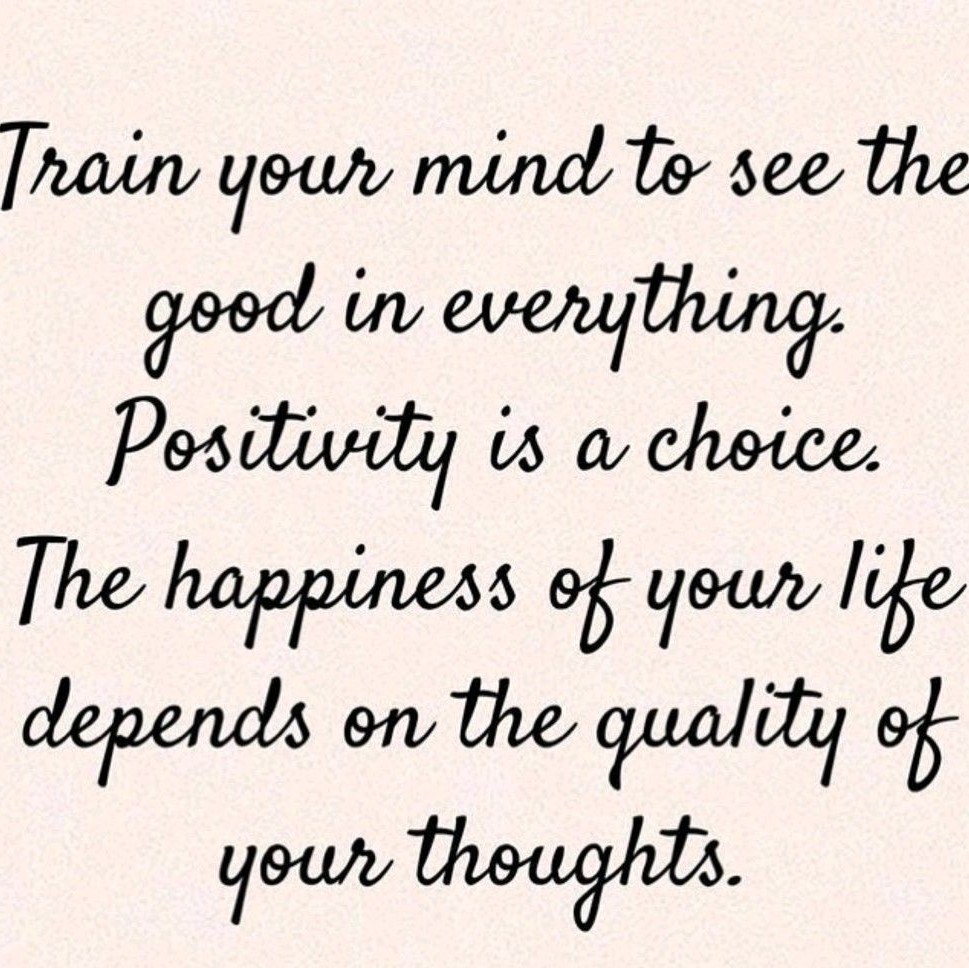 Train your mind to see the
good in everything.
Positivity is a choice.
The happiness of your life
depends on the quality of
your thoughts.